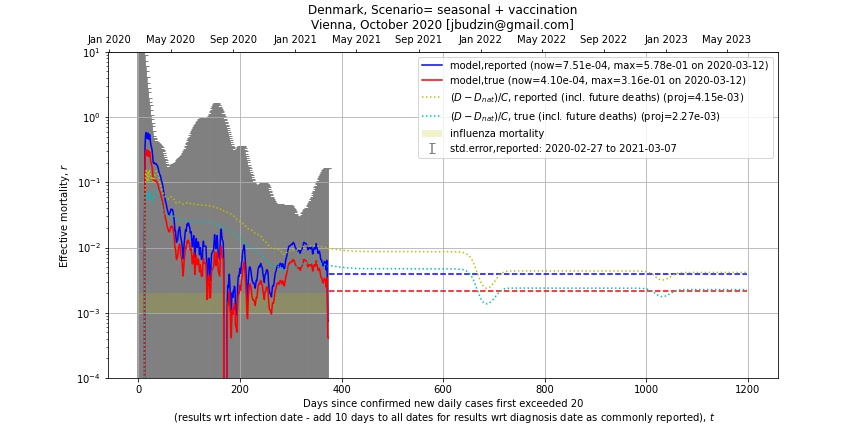 Denmark, Scenario= seasonal + vaccination
Vienna, October 2020 [jbudzin@gmail.com]
Jan 2020 May 2020 Sep 2020 Jan 2021 May 2021 Sep 2021 Jan 2022 May 2022 Sep 2022 Jan 2023 May 2023
model,reported (now=7.51e-04, max=5.78e-01 on 2020-03-12)
model,true (now=4.10e-04, max=3.16e-01 on 2020-03-12)
(D − D_nat)/C, reported (incl. future deaths) (proj=4.15e-03)
(D − D_nat)/C, true (incl. future deaths) (proj=2.27e-03)
influenza mortality
std.error,reported: 2020-02-27 to 2021-03-07
Effective mortality, r
10^1
10^0
10^−1
10^−2
10^−3
10^−4
0 200 400 600 800 1000 1200
Days since confirmed new daily cases first exceeded 20
(results wrt infection date - add 10 days to all dates for results wrt diagnosis date as commonly reported), t